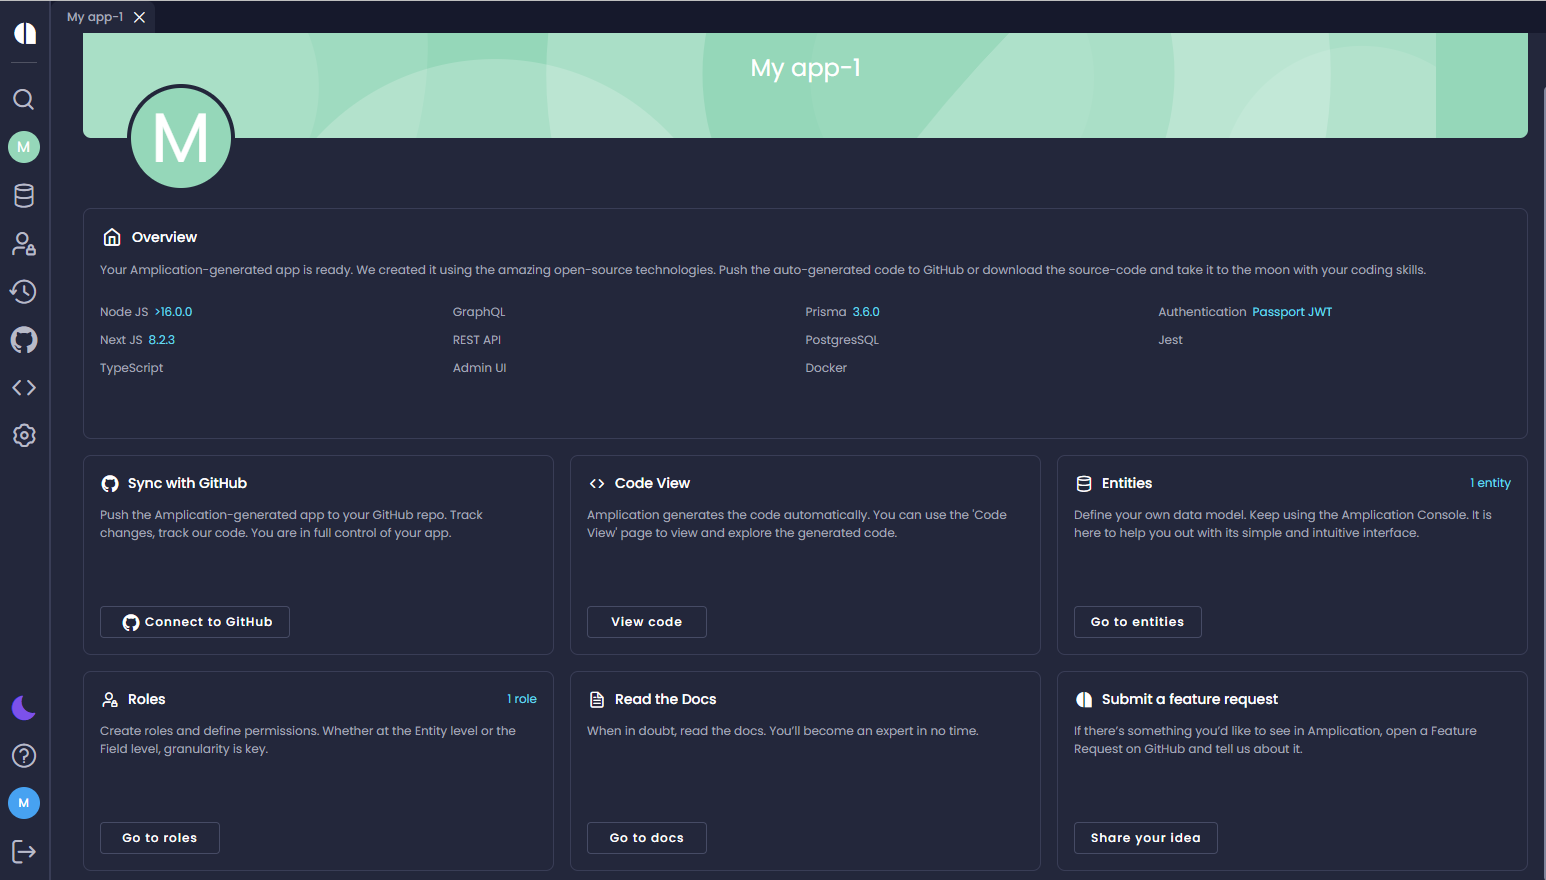 My app-1
My app-1
M
M
Overview
Your Amplication-generated app is ready. We created it using the amazing open-source technologies. Push the auto-generated code to GitHub or download the source-code and take it to the moon with your coding skills.
Node JS >16.0.0
GraphQL
Prisma 3.6.0
Authentication Passport JWT
Next JS 8.2.3
REST API
PostgresSQL
Jest
TypeScript
Admin UI
Docker
Sync with GitHub
Push the Amplication-generated app to your GitHub repo. Track
changes, track our code. You are in full control of your app.
Connect to GitHub
Code View
Amplication generates the code automatically. You can use the 'Code
View' page to view and explore the generated code.
View code
Entities
1 entity
Define your own data model. Keep using the Amplication Console. It is
here to help you out with its simple and intuitive interface.
Go to entities
Roles
1 role
Create roles and define permissions. Whether at the Entity level or the
Field level, granularity is key.
Go to roles
Read the Docs
When in doubt, read the docs. You’ll become an expert in no time.
Go to docs
Submit a feature request
If there’s something you’d like to see in Amplication, open a Feature
Request on GitHub and tell us about it.
Share your idea
M